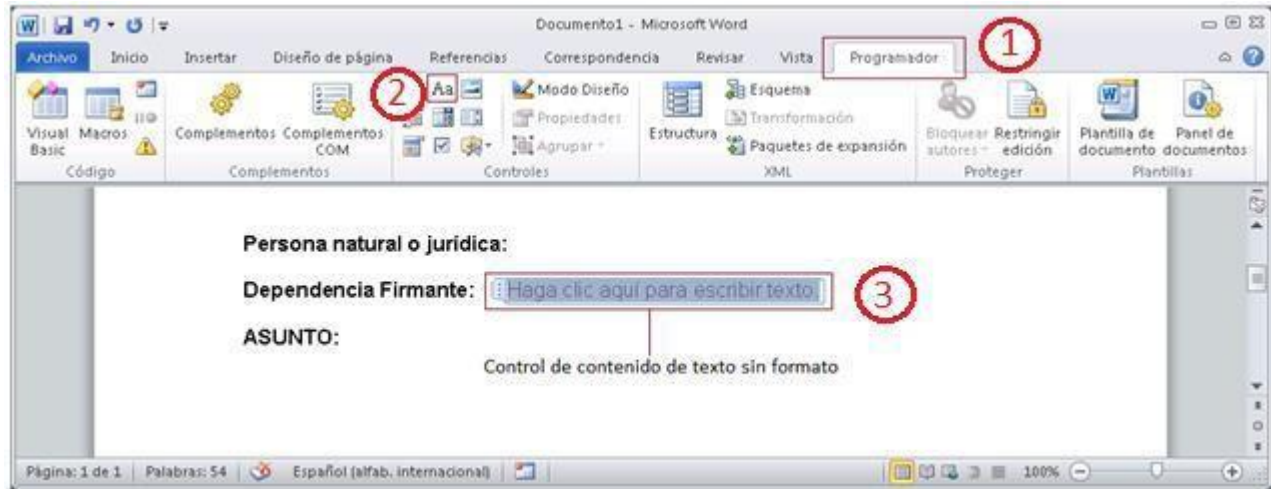 Documento1 - Microsoft Word
Archivo Inicio Insertar Diseño de página Referencias Correspondencia Revisar Vista Programador
1
2
Aa
Visual Basic
Macros
Complementos
Complementos COM
Modo Diseño
Propiedades
Agrupar
Estructura
Esquema
Transformación
Paquetes de expansión
Bloquear autores
Restringir edición
Plantilla de documento
Panel de documentos
Código Complementos Controles XML Proteger Plantillas
Persona natural o jurídica:
Dependencia Firmante: Haga clic aquí para escribir texto. 3
ASUNTO:
Control de contenido de texto sin formato
Página: 1 de 1 Palabras: 54 Español (alfab. internacional) 100%